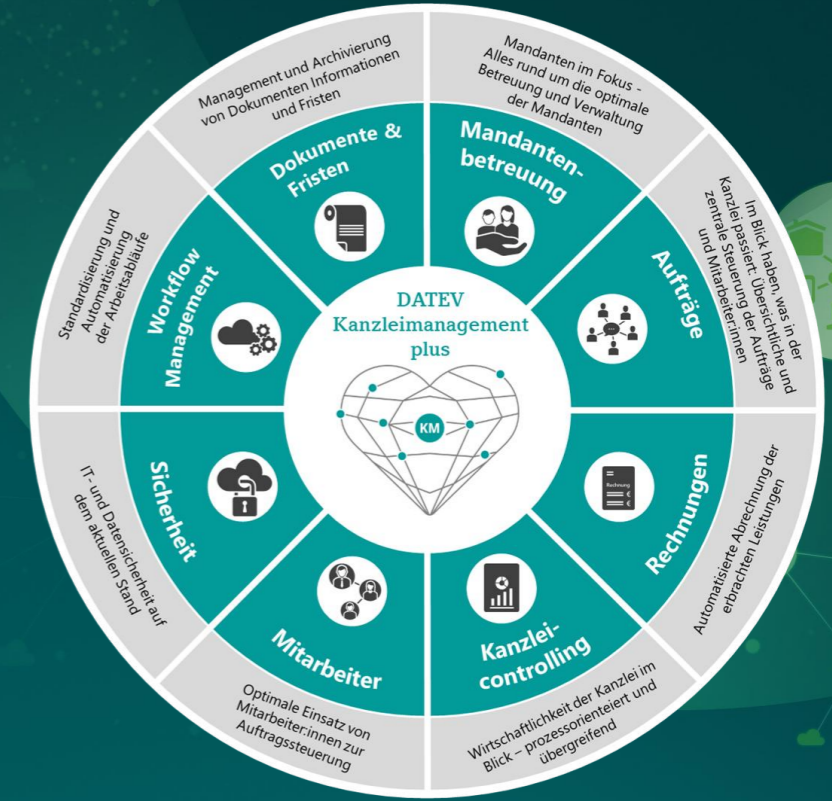 DATEV
Kanzleimanagement
plus
KM
Mandanten-
betreuung
Mandanten im Fokus -
Alles rund um die optimale
Betreuung und Verwaltung
der Mandanten
Aufträge
Im Blick haben, was in der
Kanzlei passiert: Übersichtliche und
zentrale Steuerung der Aufträge
und Mitarbeiter:innen
Rechnungen
Rechnung
€
€
Automatisierte Abrechnung der
erbrachten Leistungen
Kanzlei-
controlling
Wirtschaftlichkeit der Kanzlei im
Blick – prozessorienteiert und
übergreifend
Mitarbeiter
Optimale Einsatz von
Mitarbeiter:innen zur
Auftragssteuerung
Sicherheit
IT- und Datensicherheit auf
dem aktuellen Stand
Workflow
Management
Standardisierung und
Automatisierung
der Arbeitsabläufe
Dokumente &
Fristen
Management und Archivierung
von Dokumenten Informationen
und Fristen